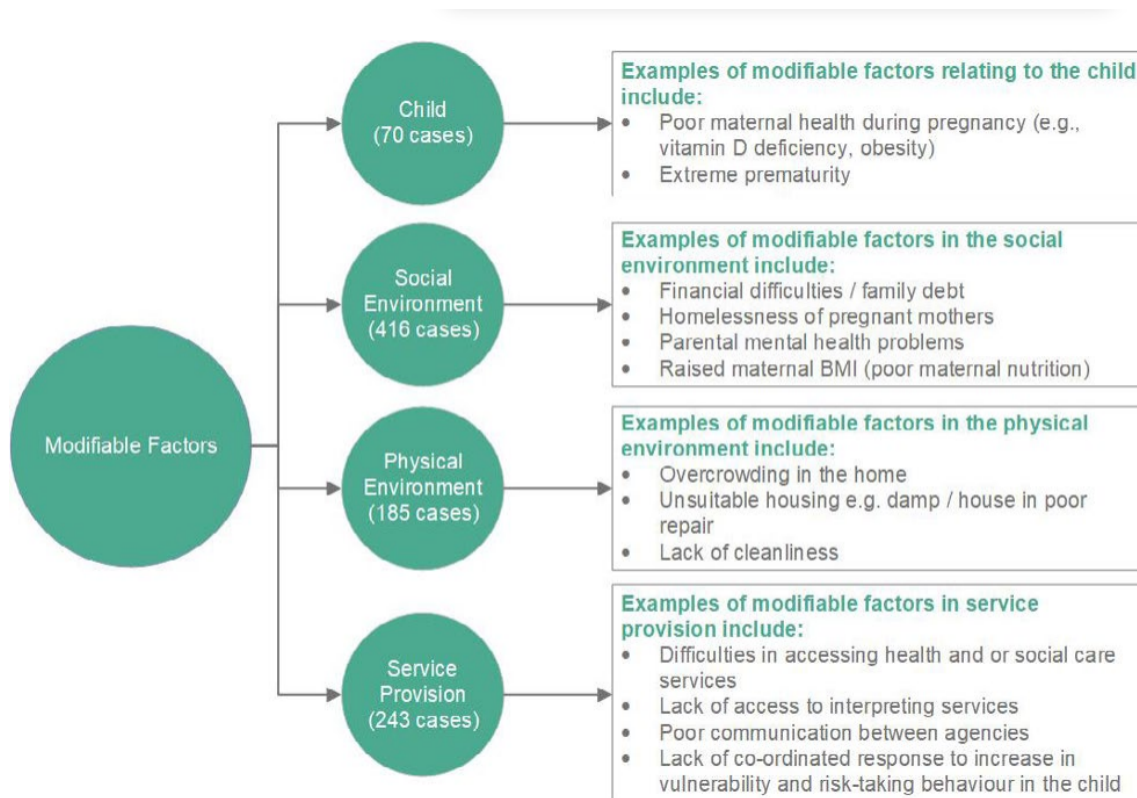 Modifiable Factors
Child
(70 cases)
Examples of modifiable factors relating to the child
include:
• Poor maternal health during pregnancy (e.g.,
vitamin D deficiency, obesity)
• Extreme prematurity
Social
Environment
(416 cases)
Examples of modifiable factors in the social
environment include:
• Financial difficulties / family debt
• Homelessness of pregnant mothers
• Parental mental health problems
• Raised maternal BMI (poor maternal nutrition)
Physical
Environment
(185 cases)
Examples of modifiable factors in the physical
environment include:
• Overcrowding in the home
• Unsuitable housing e.g. damp / house in poor
repair
• Lack of cleanliness
Service
Provision
(243 cases)
Examples of modifiable factors in service
provision include:
• Difficulties in accessing health and or social care
services
• Lack of access to interpreting services
• Poor communication between agencies
• Lack of co-ordinated response to increase in
vulnerability and risk-taking behaviour in the child